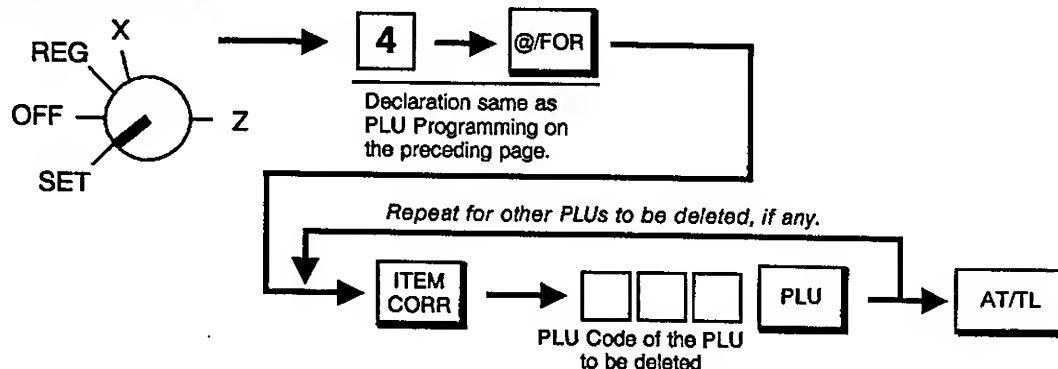 X
REG
OFF
Z
SET
4
@/FOR
Declaration same as
PLU Programming on
the preceding page.
Repeat for other PLUs to be deleted, if any.
ITEM
CORR
PLU
AT/TL
PLU Code of the PLU
to be deleted